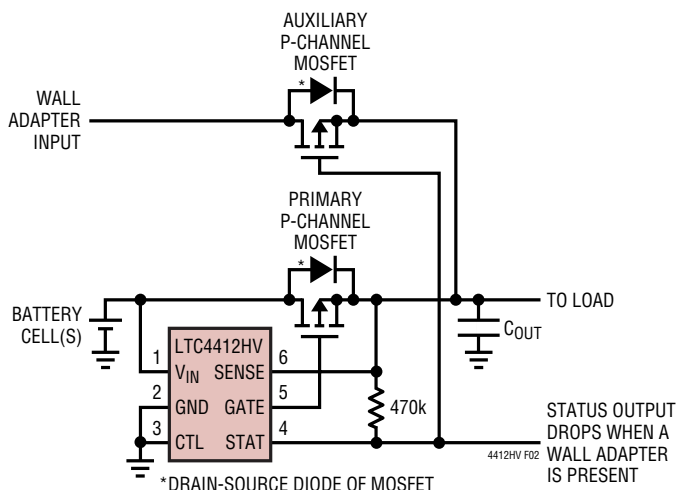 AUXILIARY
P-CHANNEL
MOSFET
*
WALL
ADAPTER
INPUT
PRIMARY
P-CHANNEL
MOSFET
*
TO LOAD
BATTERY
CELL(S)
COUT
LTC4412HV
1 VIN SENSE 6
2 GND GATE 5
3 CTL STAT 4
470k
STATUS OUTPUT
DROPS WHEN A
WALL ADAPTER
IS PRESENT
4412HV F02
*DRAIN-SOURCE DIODE OF MOSFET